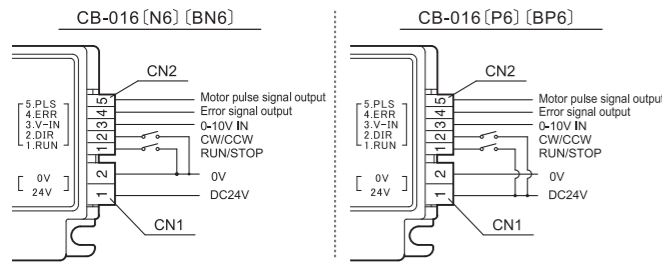 CB-016〔N6〕〔BN6〕
CN2
5.PLS
4.ERR
3.V-IN
2.DIR
1.RUN
5
4
3
2
1
Motor pulse signal output
Error signal output
0-10V IN
CW/CCW
RUN/STOP
0V
24V
2
1
0V
DC24V
CN1
CB-016〔P6〕〔BP6〕
CN2
5.PLS
4.ERR
3.V-IN
2.DIR
1.RUN
5
4
3
2
1
Motor pulse signal output
Error signal output
0-10V IN
CW/CCW
RUN/STOP
0V
24V
2
1
0V
DC24V
CN1